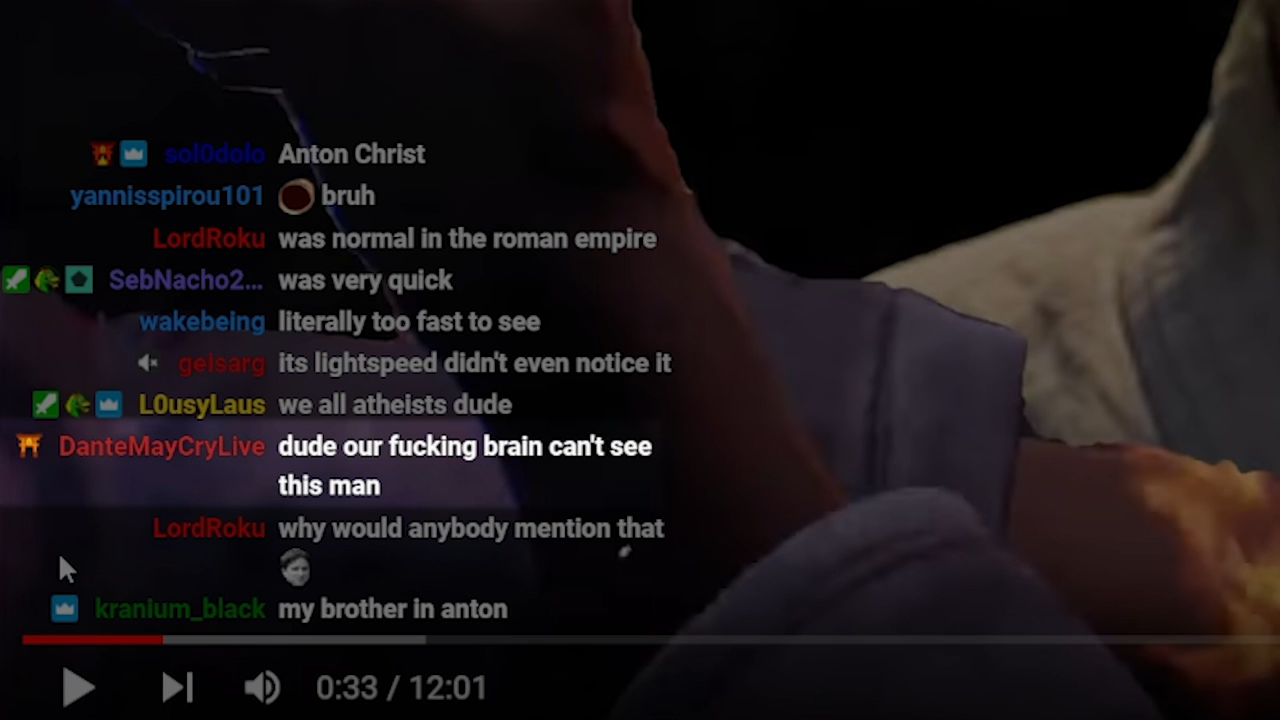 sol0dolo Anton Christ
yannisspirou101 bruh
LordRoku was normal in the roman empire
SebNacho2... was very quick
wakebeing literally too fast to see
geisarg its lightspeed didn't even notice it
L0usyLaus we all atheists dude
DanteMayCryLive dude our fucking brain can't see
this man
LordRoku why would anybody mention that
kranium_black my brother in anton
0:33 / 12:01